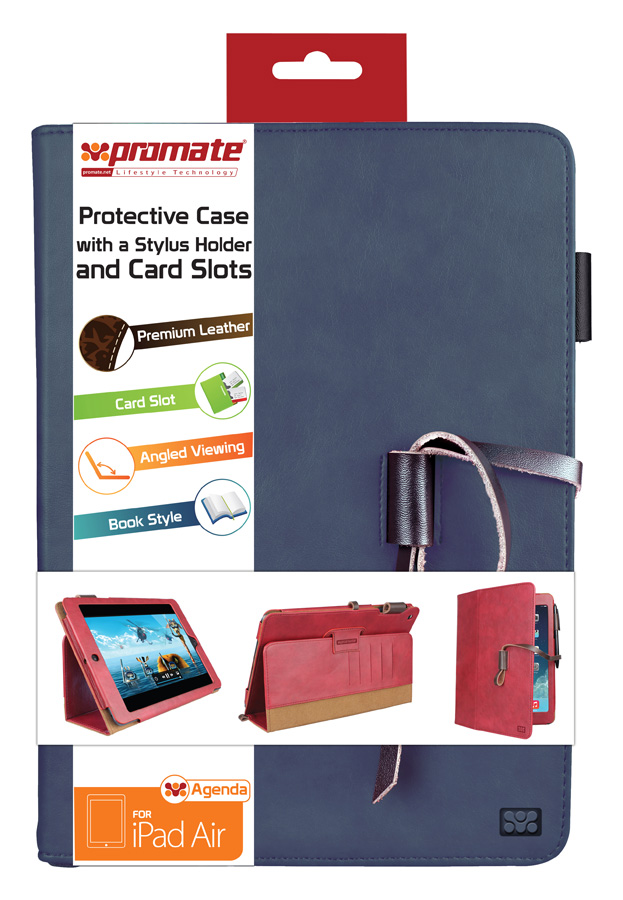 promate®
promate.net Lifestyle Technology
Protective Case
with a Stylus Holder
and Card Slots
Premium Leather
Card Slot
Angled Viewing
Book Style
Agenda
FOR
iPad Air